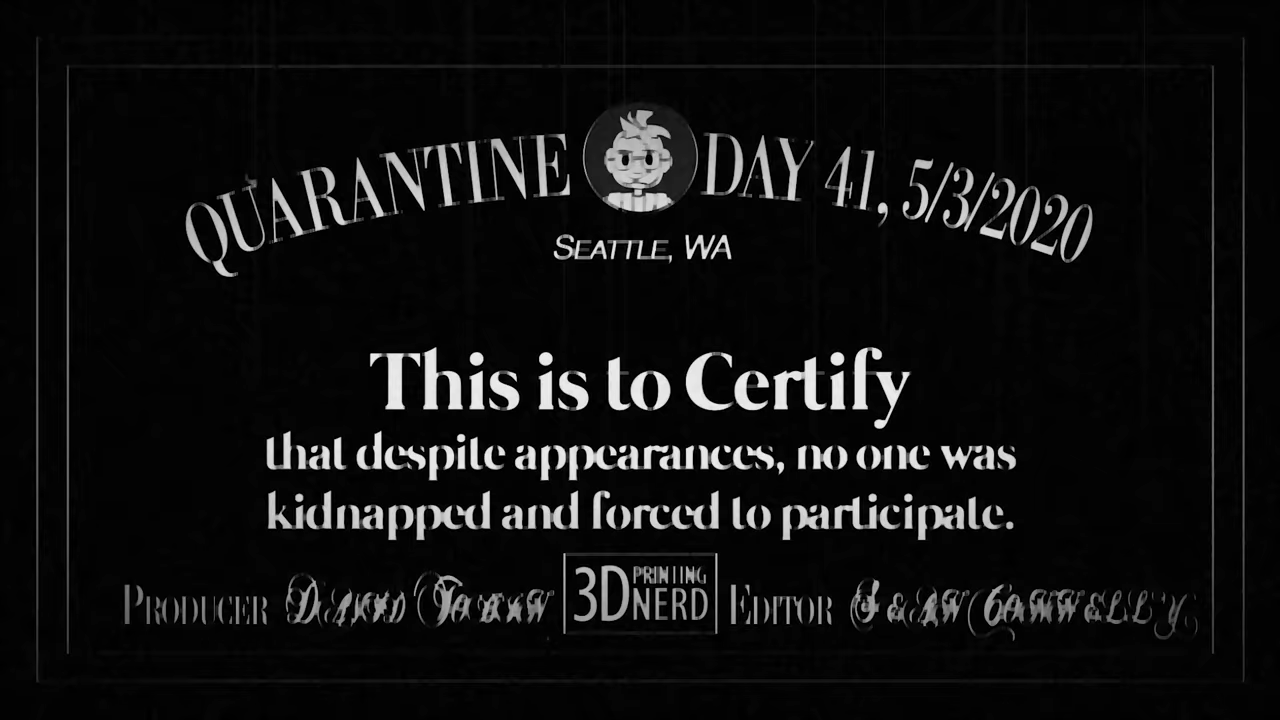 QUARANTINE DAY 41, 5/3/2020
SEATTLE, WA
This is to Certify
that despite appearances, no one was
kidnapped and forced to participate.
PRODUCER
3D PRINTING NERD
EDITOR